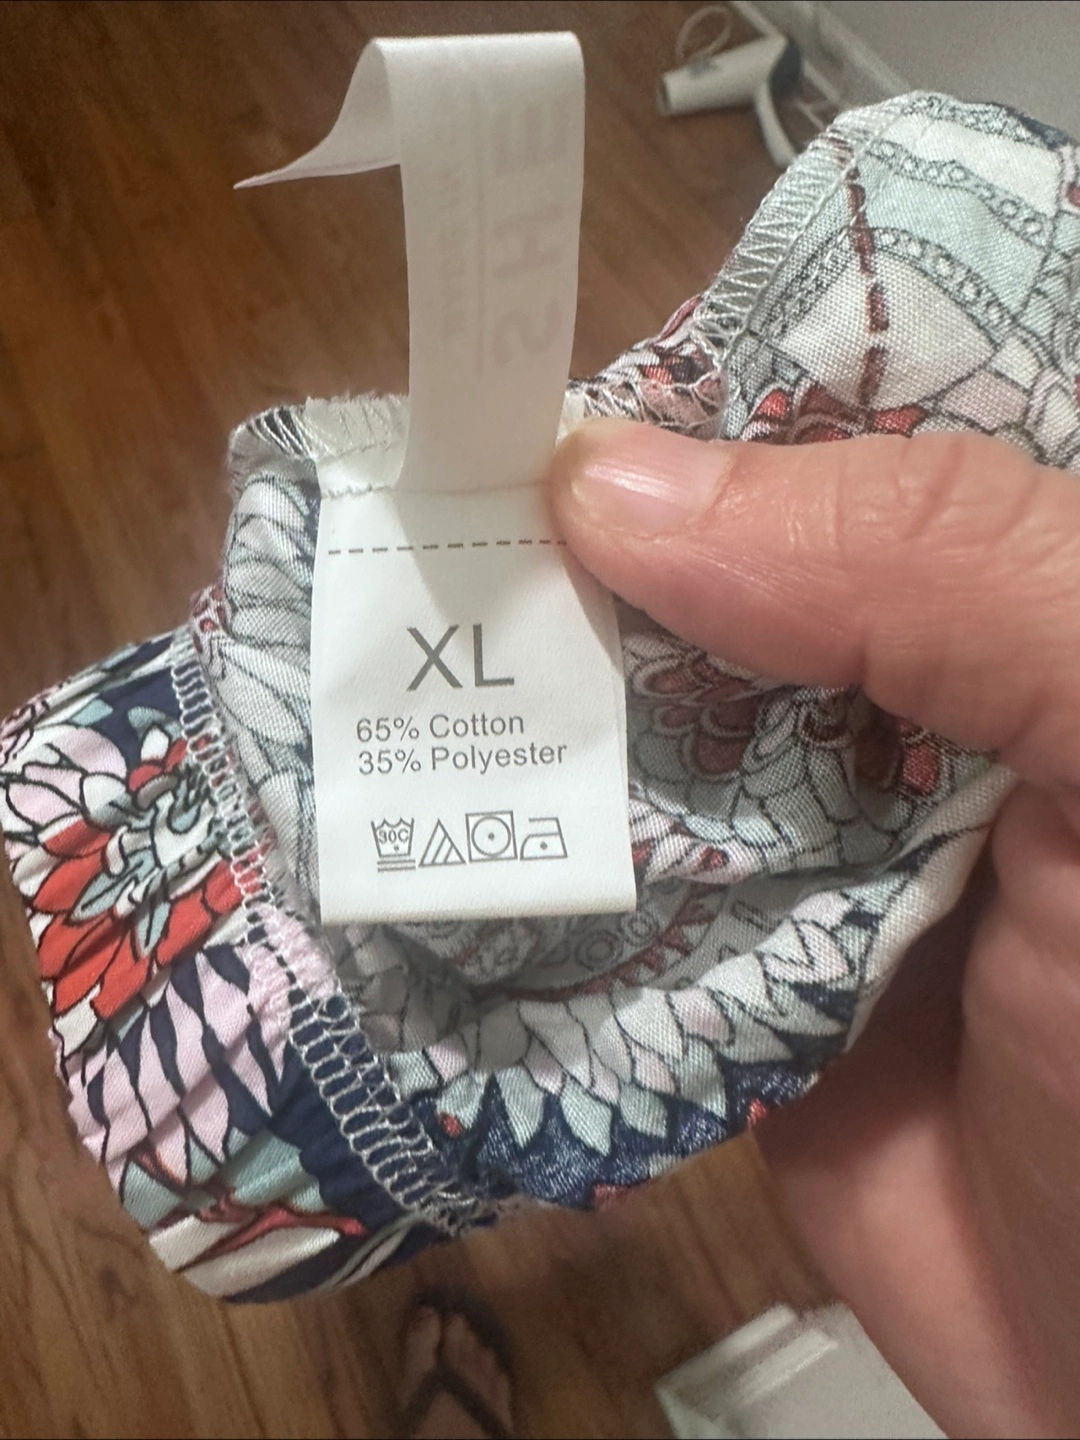 XL
65% Cotton
35% Polyester
30C